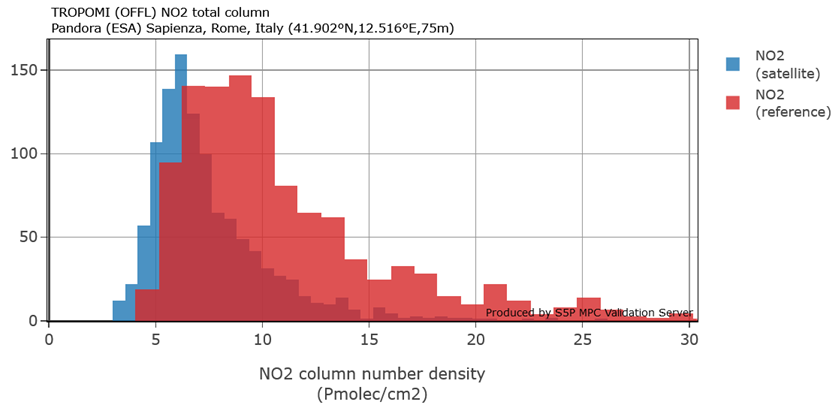 TROPOMI (OFFL) NO2 total column
Pandora (ESA) Sapienza, Rome, Italy (41.902ºN,12.516ºE,75m)
NO2
(satellite)
NO2
(reference)
150
100
50
0
Produced by S5P MPC Validation Server
0 5 10 15 20 25 30
NO2 column number density
(Pmolec/cm2)